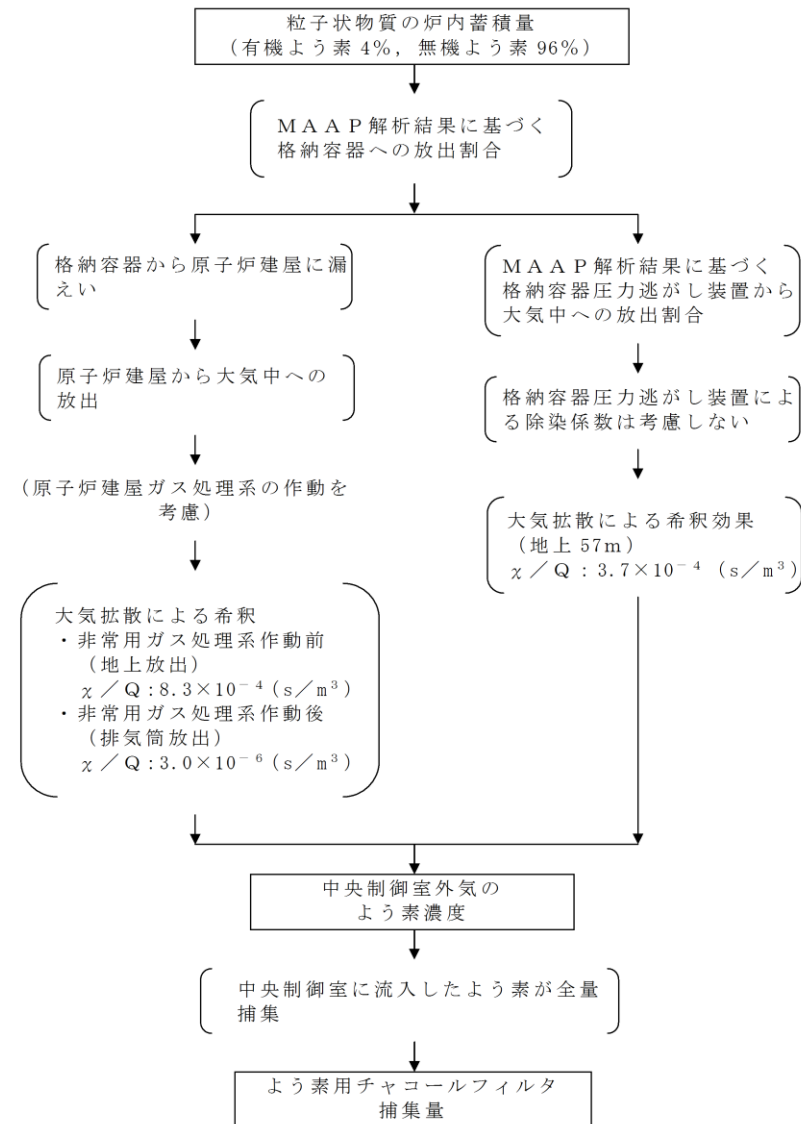 粒子状物質の炉内蓄積量
（有機よう素 4%，無機よう素 96%）
ＭＡＡＰ解析結果に基づく
格納容器への放出割合
格納容器から原子炉建屋に漏
えい
原子炉建屋から大気中への
放出
（原子炉建屋ガス処理系の作動を
考慮）
大気拡散による希釈
・非常用ガス処理系作動前
（地上放出）
χ／Ｑ：8.3×10⁻⁴（s／m³）
・非常用ガス処理系作動後
（排気筒放出）
χ／Ｑ：3.0×10⁻⁶（s／m³）
ＭＡＡＰ解析結果に基づく
格納容器圧力逃がし装置から
大気中への放出割合
格納容器圧力逃がし装置によ
る除染係数は考慮しない
大気拡散による希釈効果
（地上 57m）
χ／Ｑ：3.7×10⁻⁴（s／m³）
中央制御室外気の
よう素濃度
中央制御室に流入したよう素が全量
捕集
よう素用チャコールフィルタ
捕集量